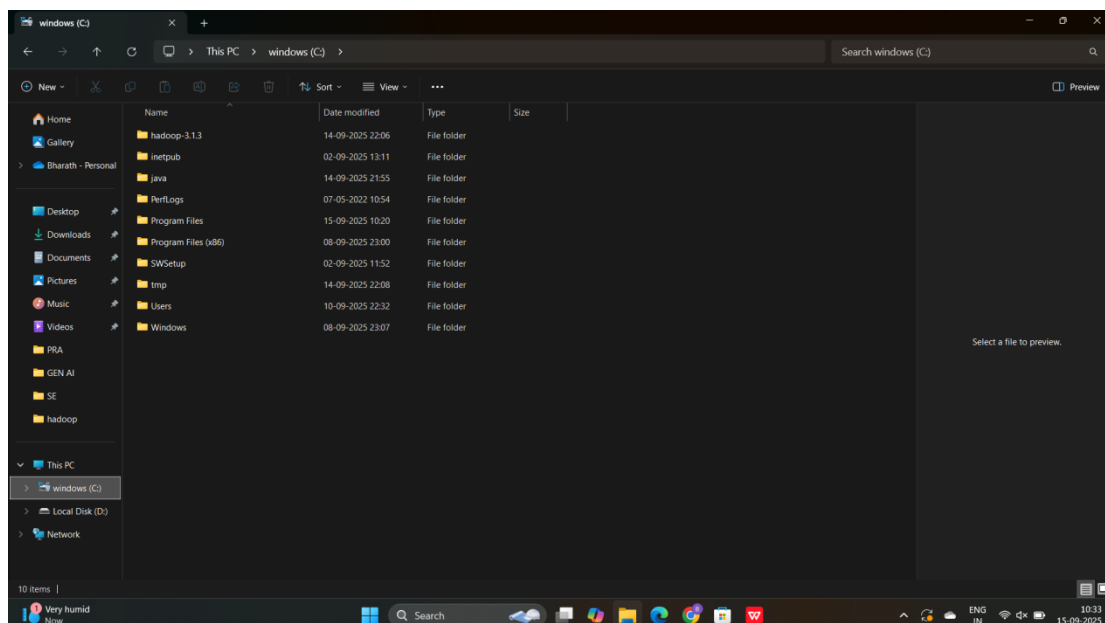 windows (C:)
This PC > windows (C:) >
Search windows (C:)
New
Sort
View
Preview
Home
Gallery
Bharath - Personal
Desktop
Downloads
Documents
Pictures
Music
Videos
PRA
GEN AI
SE
hadoop
This PC
windows (C:)
Local Disk (D:)
Network
Name Date modified Type Size
hadoop-3.1.3 14-09-2025 22:06 File folder
inetpub 02-09-2025 13:11 File folder
java 14-09-2025 21:55 File folder
PerfLogs 07-05-2022 10:54 File folder
Program Files 15-09-2025 10:20 File folder
Program Files (x86) 08-09-2025 23:00 File folder
SWSetup 02-09-2025 11:52 File folder
tmp 14-09-2025 22:08 File folder
Users 10-09-2025 22:32 File folder
Windows 08-09-2025 23:07 File folder
Select a file to preview.
10 items
1
Very humid
Now
Search
W
ENG
IN
10:33
15-09-2025